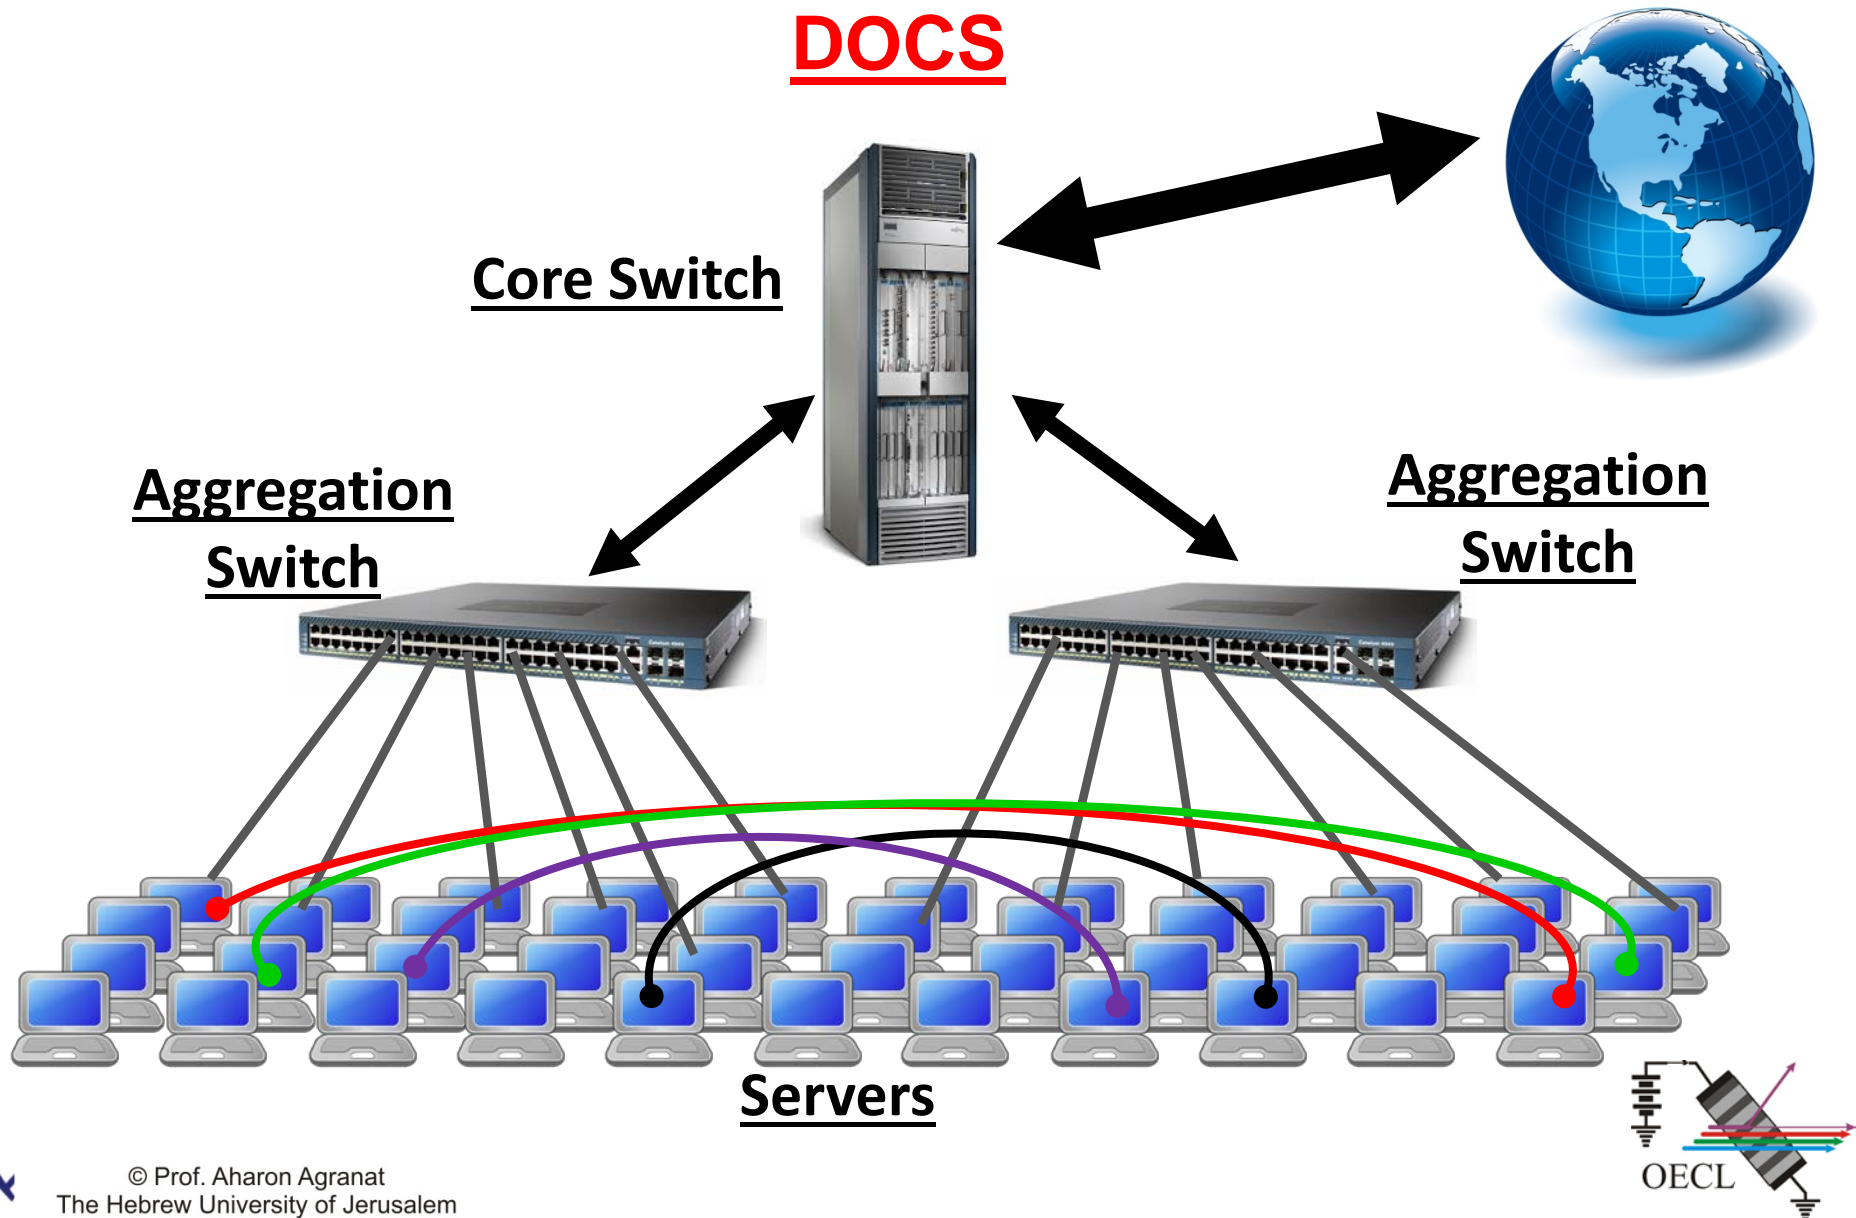 DOCS
Core Switch
Aggregation
Switch
Aggregation
Switch
Servers
OECL
© Prof. Aharon Agranat
The Hebrew University of Jerusalem